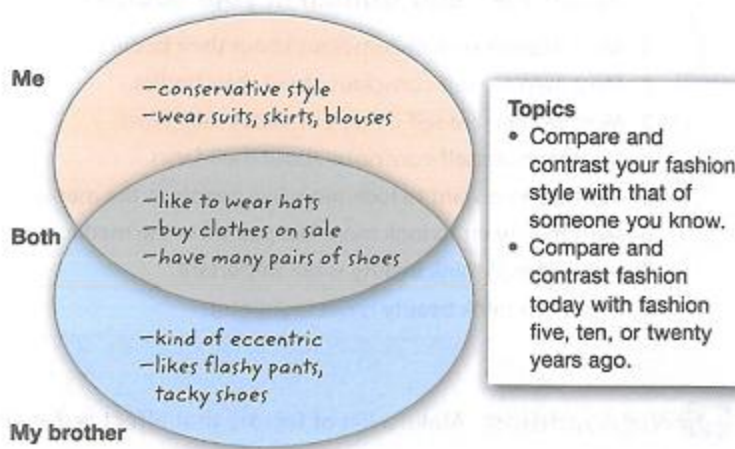 Me
–conservative style
–wear suits, skirts, blouses
Both
–like to wear hats
–buy clothes on sale
–have many pairs of shoes
–kind of eccentric
–likes flashy pants,
tacky shoes
My brother
Topics
• Compare and
contrast your fashion
style with that of
someone you know.
• Compare and
contrast fashion
today with fashion
five, ten, or twenty
years ago.